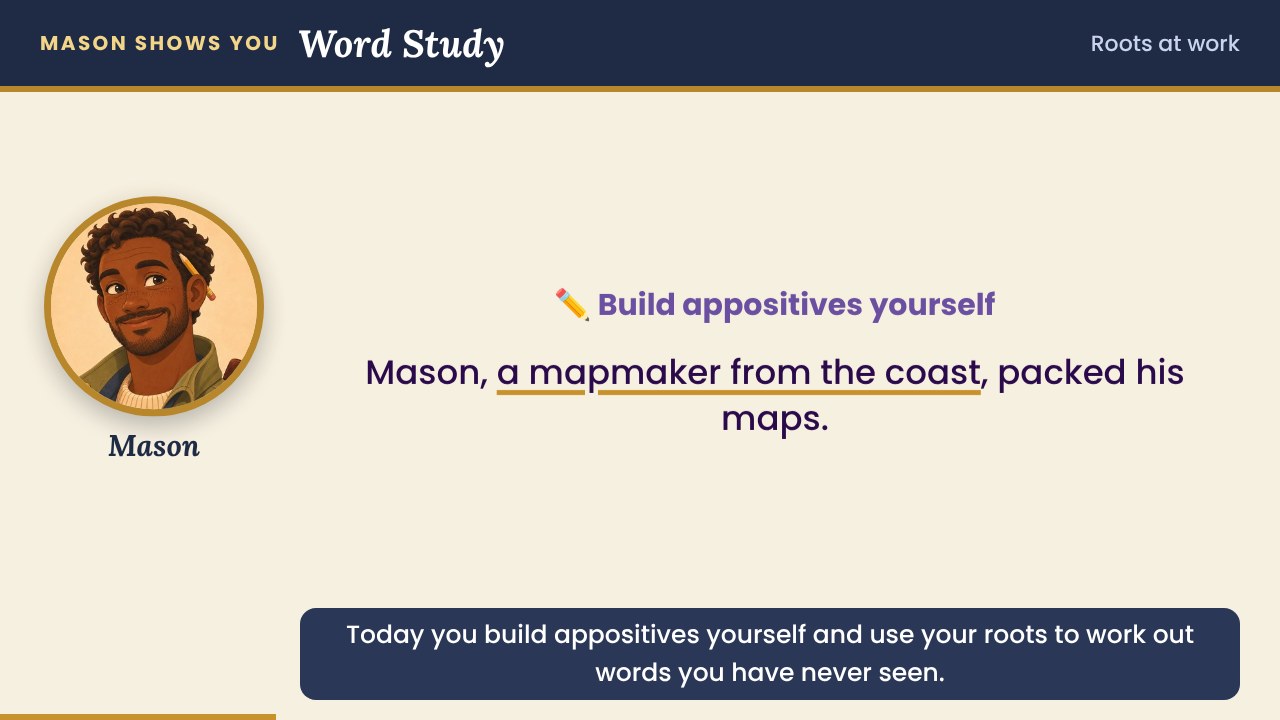 MASON SHOWS YOU Word Study
Roots at work
Mason
✏️ Build appositives yourself
Mason, a mapmaker from the coast, packed his
maps.
Today you build appositives yourself and use your roots to work out
words you have never seen.